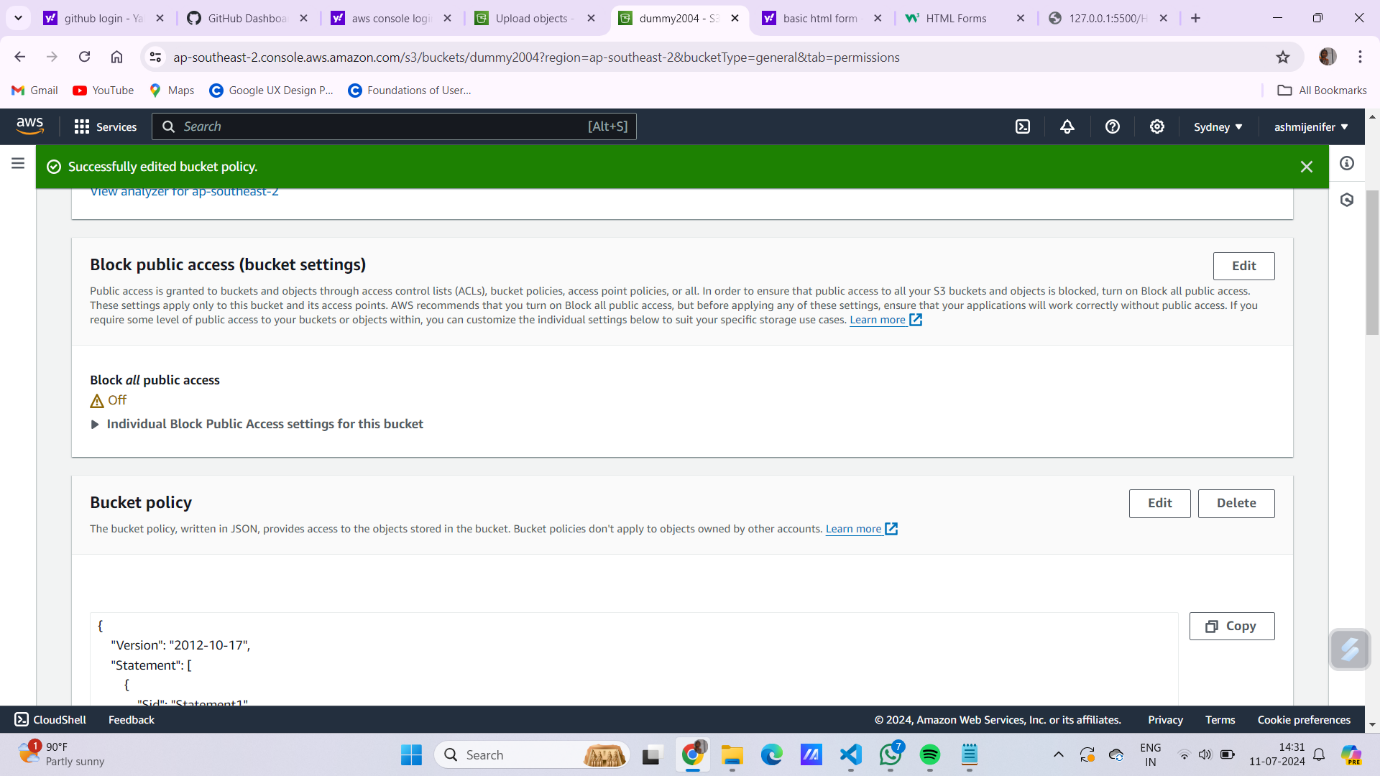 github login - Ya
GitHub Dashboa
aws console logi
Upload objects -
dummy2004 - S3
basic html form
HTML Forms
127.0.0.1:5500/H
ap-southeast-2.console.aws.amazon.com/s3/buckets/dummy2004?region=ap-southeast-2&bucketType=general&tab=permissions
Gmail
YouTube
Maps
Google UX Design P...
Foundations of User...
All Bookmarks
aws
Services
Search
[Alt+S]
Sydney
ashmijenifer
Successfully edited bucket policy.
View analyzer for ap-southeast-2
Block public access (bucket settings)
Edit
Public access is granted to buckets and objects through access control lists (ACLs), bucket policies, access point policies, or all. In order to ensure that public access to all your S3 buckets and objects is blocked, turn on Block all public access.
These settings apply only to this bucket and its access points. AWS recommends that you turn on Block all public access, but before applying any of these settings, ensure that your applications will work correctly without public access. If you
require some level of public access to your buckets or objects within, you can customize the individual settings below to suit your specific storage use cases. Learn more
Block all public access
Off
Individual Block Public Access settings for this bucket
Bucket policy
Edit
Delete
The bucket policy, written in JSON, provides access to the objects stored in the bucket. Bucket policies don't apply to objects owned by other accounts. Learn more
{
"Version": "2012-10-17",
"Statement": [
{
"Sid": "Statement1"
Copy
CloudShell
Feedback
© 2024, Amazon Web Services, Inc. or its affiliates.
Privacy
Terms
Cookie preferences
1
90°F
Partly sunny
Search
7
ENG
IN
14:31
11-07-2024
PRE